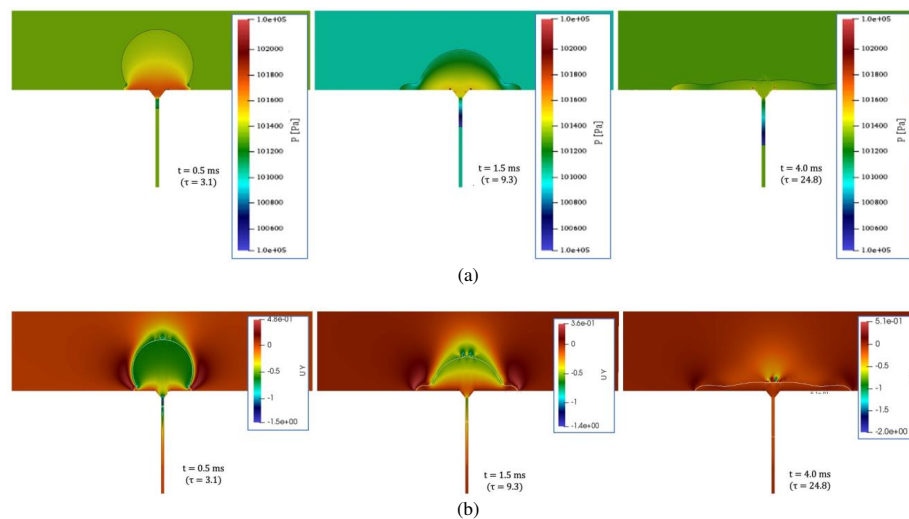 1.0e+05
102000
101800
101600
101400
101200
101000
100800
100600
1.0e+05
P [Pa]
t = 0.5 ms
(τ = 3.1)
1.0e+05
102000
101800
101600
101400
101200
101000
100800
100600
1.0e+05
P [Pa]
t = 1.5 ms
(τ = 9.3)
1.0e+05
102000
101800
101600
101400
101200
101000
100800
100600
1.0e+05
P [Pa]
t = 4.0 ms
(τ = 24.8)
(a)
4.8e-01
0
-0.5
-1
-1.5e+00
U Y
t = 0.5 ms
(τ = 3.1)
3.6e-01
0
-0.5
-1
-1.4e+00
U Y
t = 1.5 ms
(τ = 9.3)
5.1e-01
0
-0.5
-1
-1.5
-2.0e+00
U Y
t = 4.0 ms
(τ = 24.8)
(b)